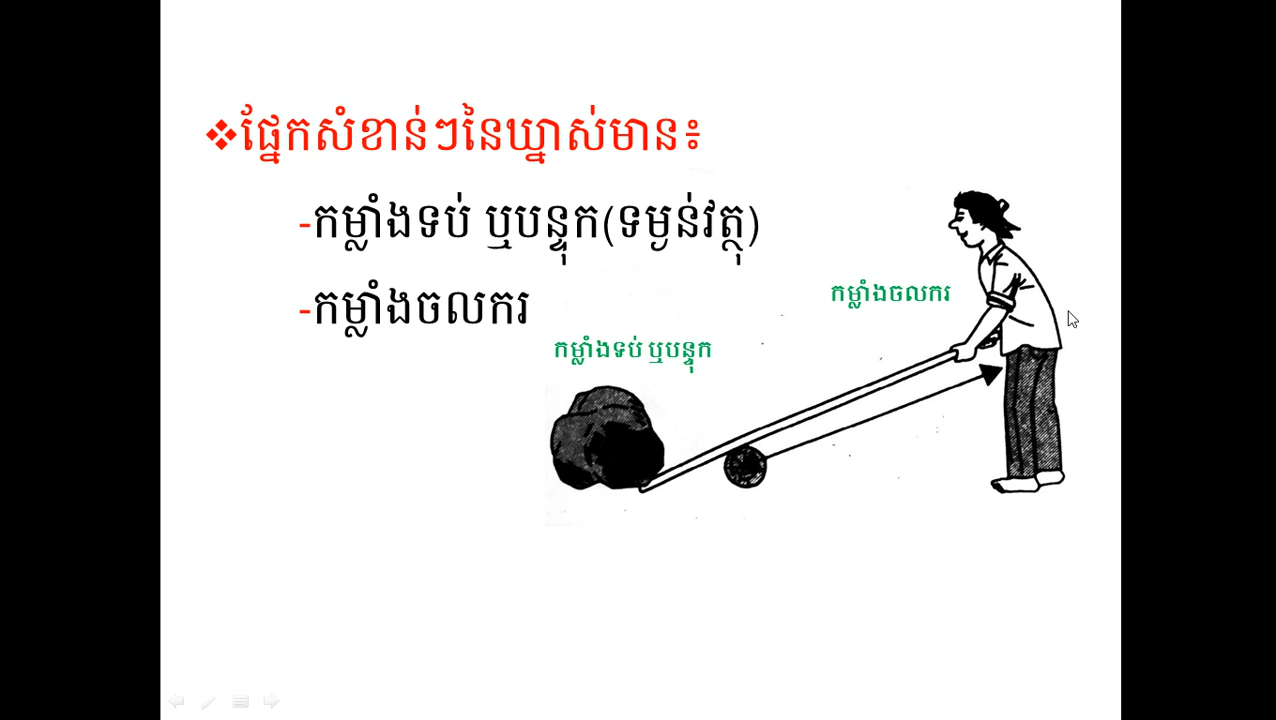 ❖ផ្នែកសំខាន់ៗនៃឃ្នាស់មាន៖
-កម្លាំងទប់ ឬបន្ទុក(ទម្ងន់វត្ថុ)
-កម្លាំងចលករ
កម្លាំងចលករ
កម្លាំងទប់ ឬបន្ទុក